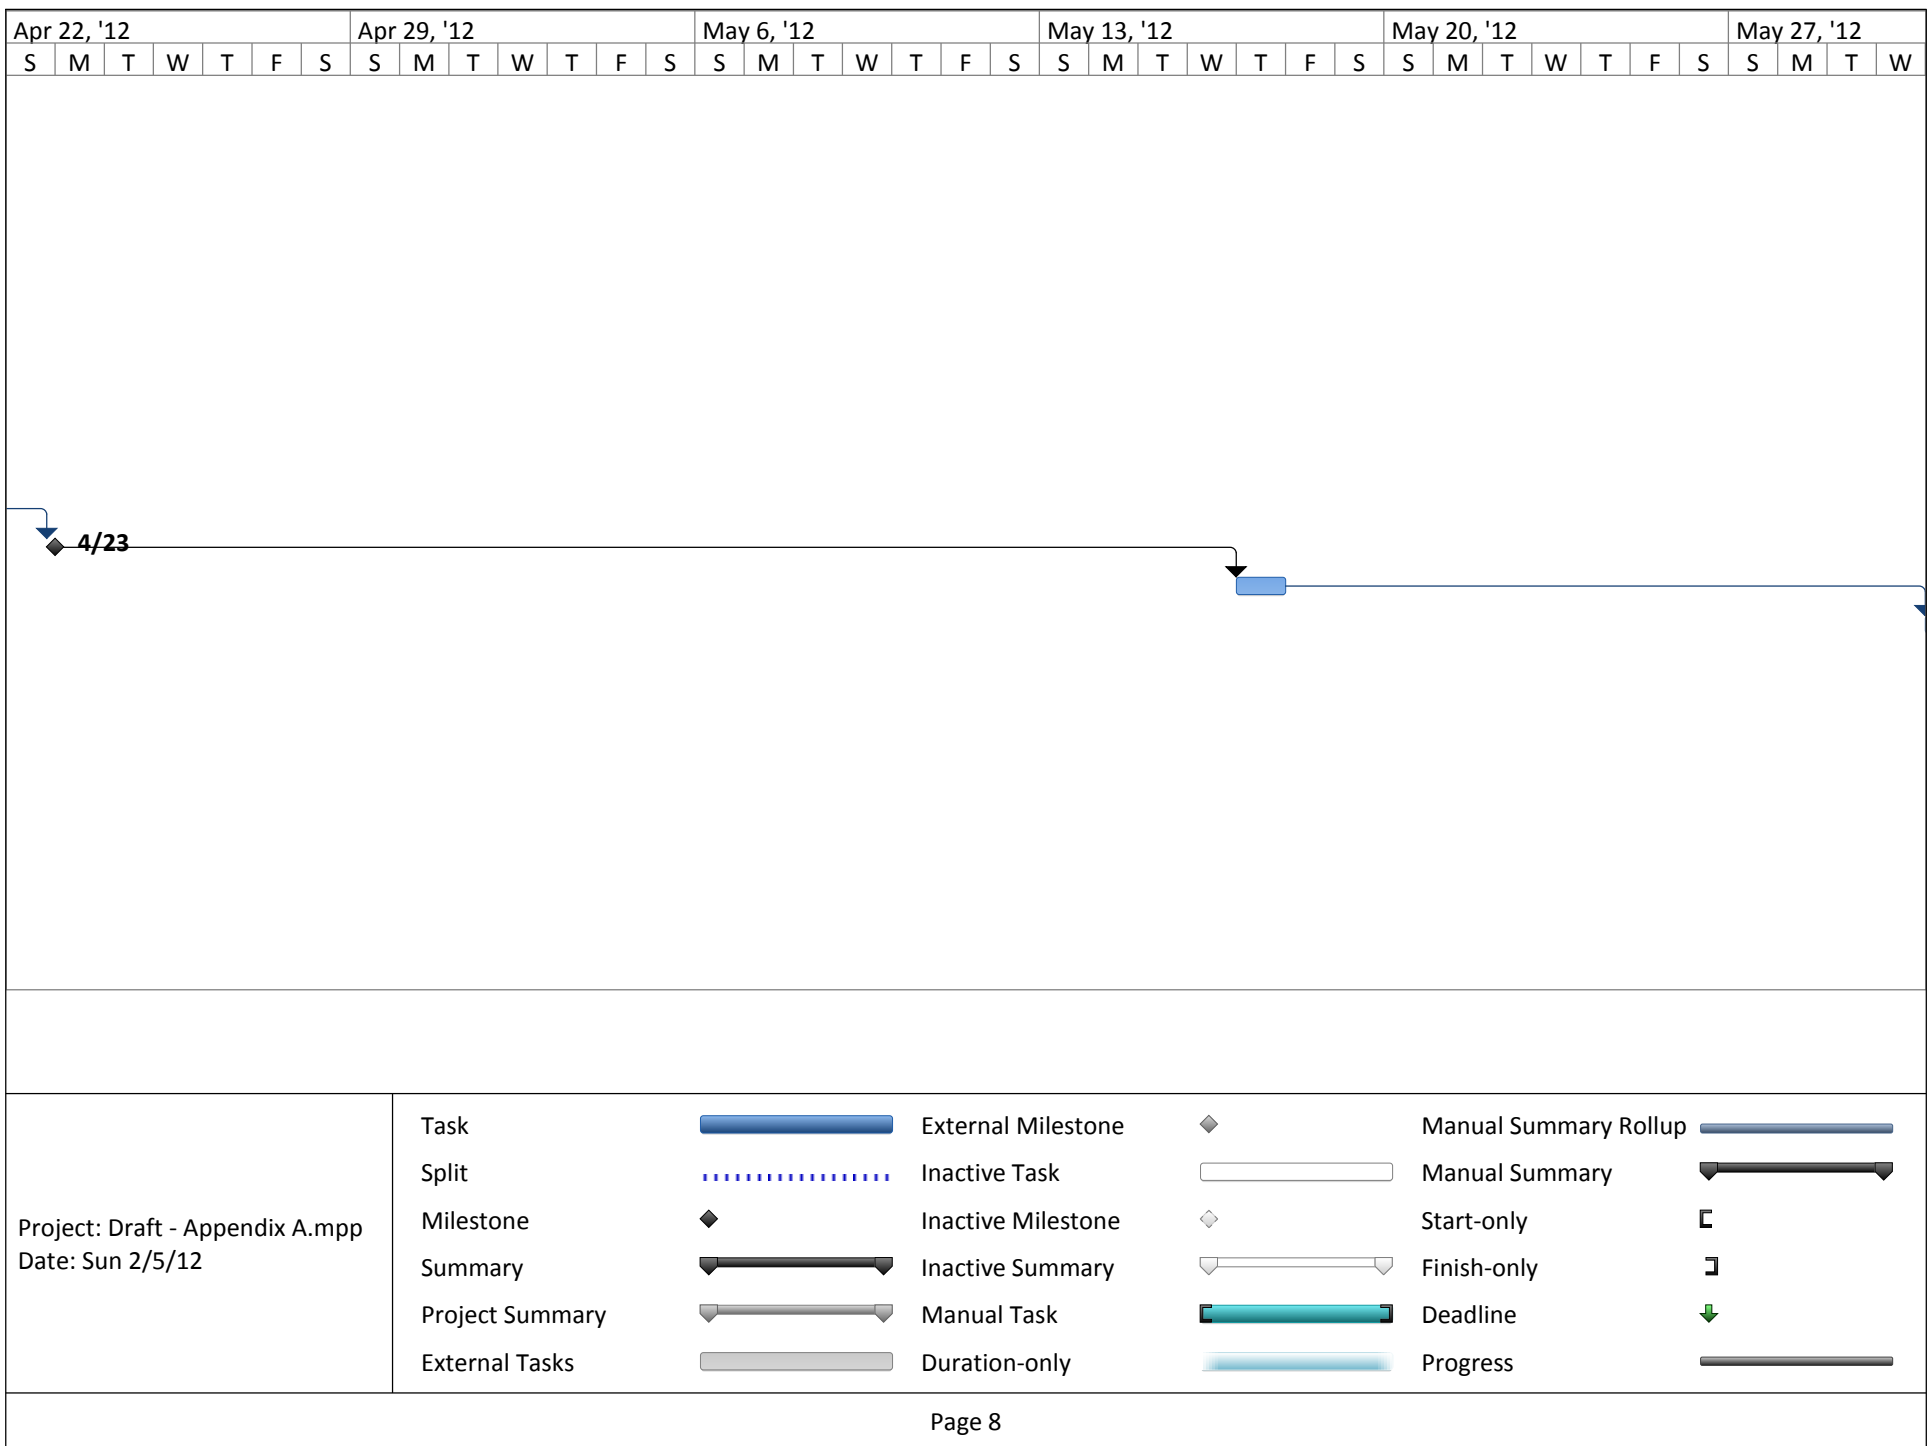 Apr 22, '12 Apr 29, '12 May 6, '12 May 13, '12 May 20, '12 May 27, '12
S M T W T F S S M T W T F S S M T W T F S S M T W T F S S M T W T F S S M T W
4/23
Project: Draft - Appendix A.mpp
Date: Sun 2/5/12
Task
Split
Milestone
Summary
Project Summary
External Tasks
External Milestone
Inactive Task
Inactive Milestone
Inactive Summary
Manual Task
Duration-only
Manual Summary Rollup
Manual Summary
Start-only
Finish-only
Deadline
Progress
Page 8